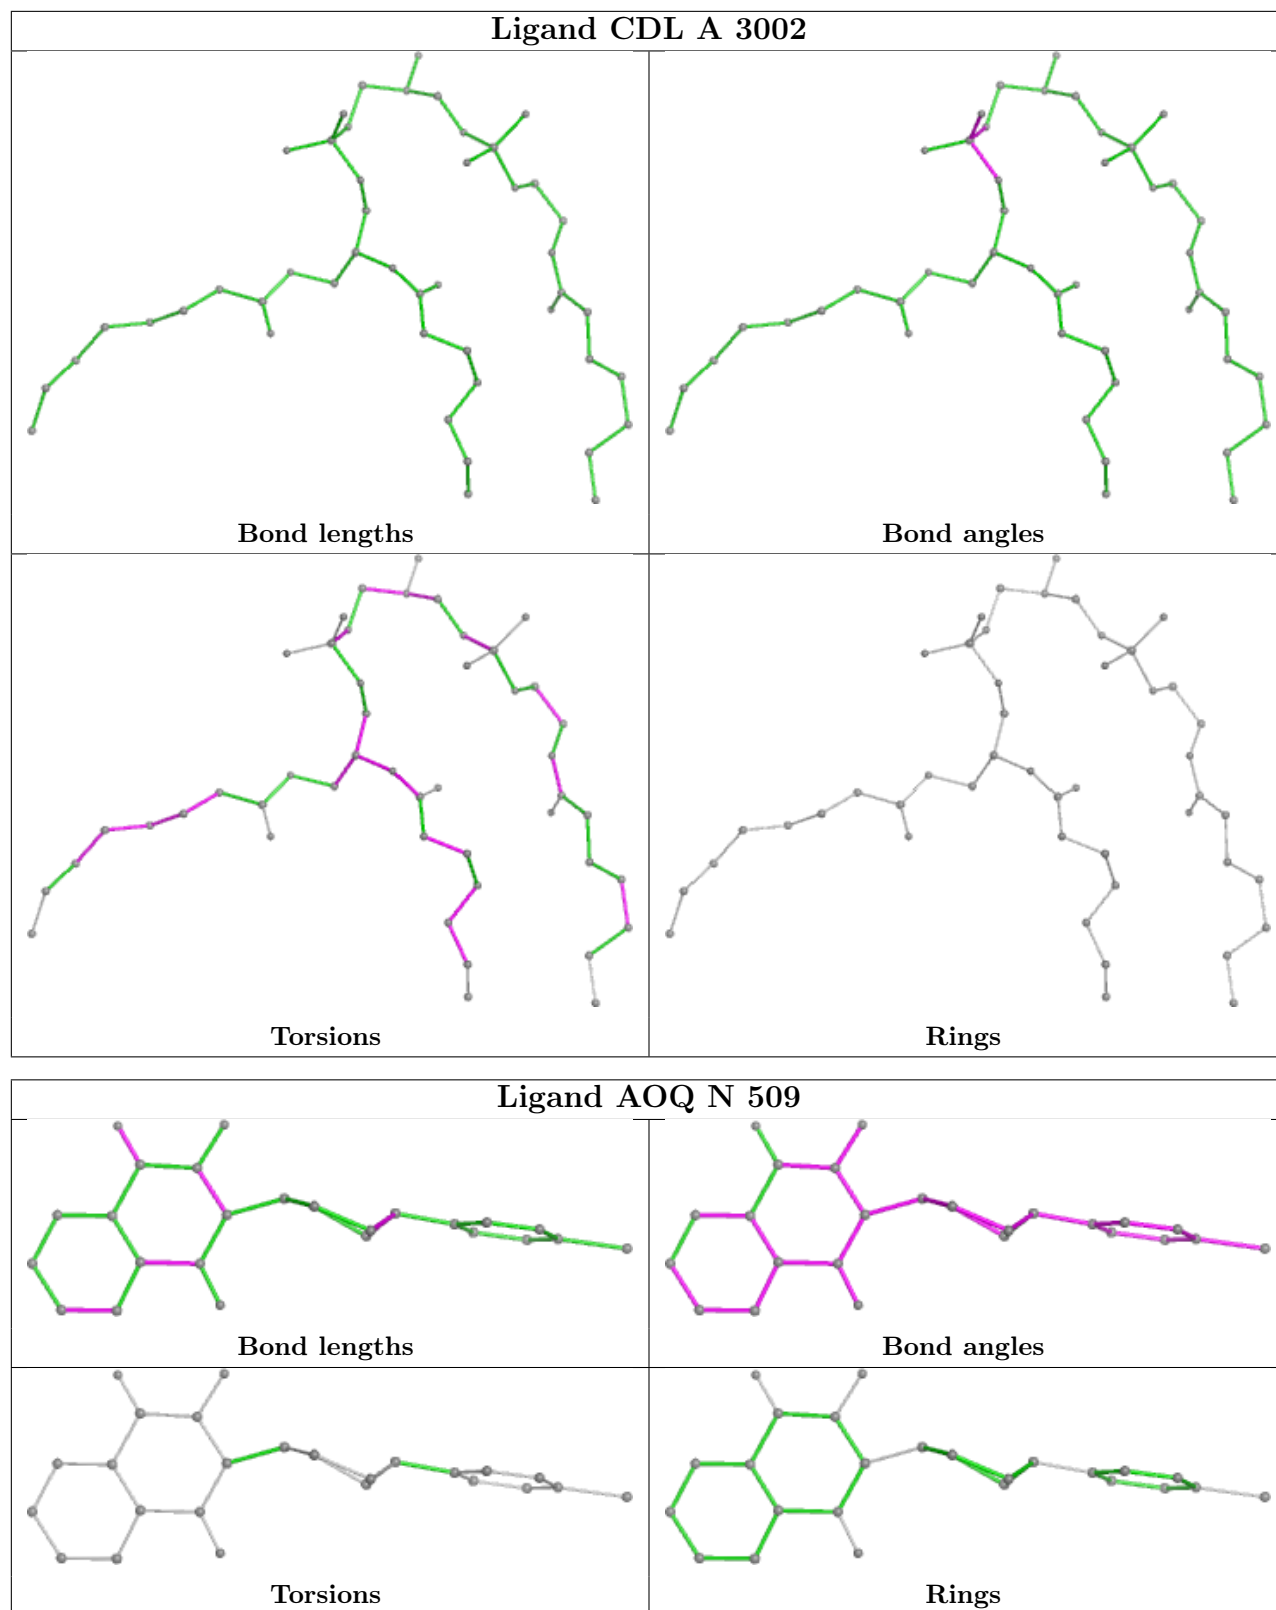 Ligand CDL A 3002
Bond lengths
Bond angles
Torsions
Rings
Ligand AOQ N 509
Bond lengths
Bond angles
Torsions
Rings